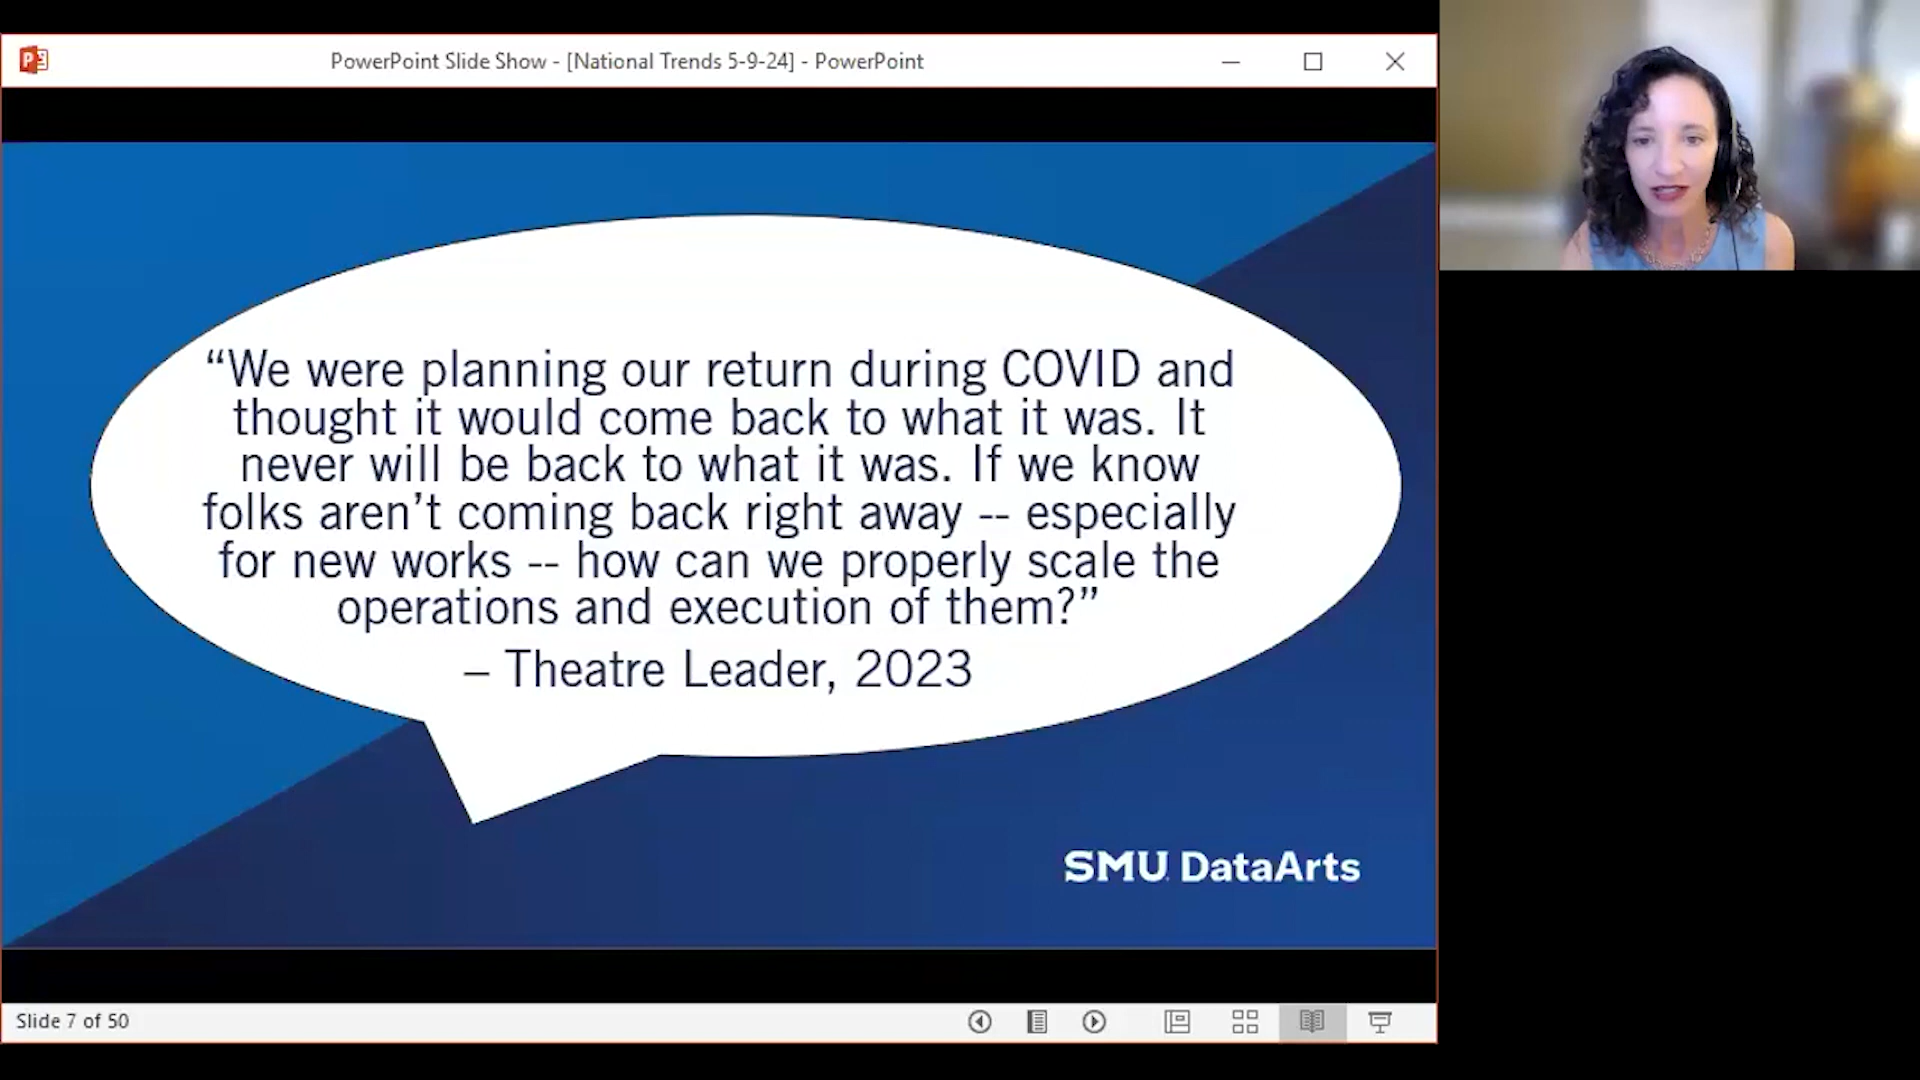 PowerPoint Slide Show - [National Trends 5-9-24] - PowerPoint
“We were planning our return during COVID and
thought it would come back to what it was. It
never will be back to what it was. If we know
folks aren’t coming back right away -- especially
for new works -- how can we properly scale the
operations and execution of them?”
– Theatre Leader, 2023
SMU DataArts
Slide 7 of 50